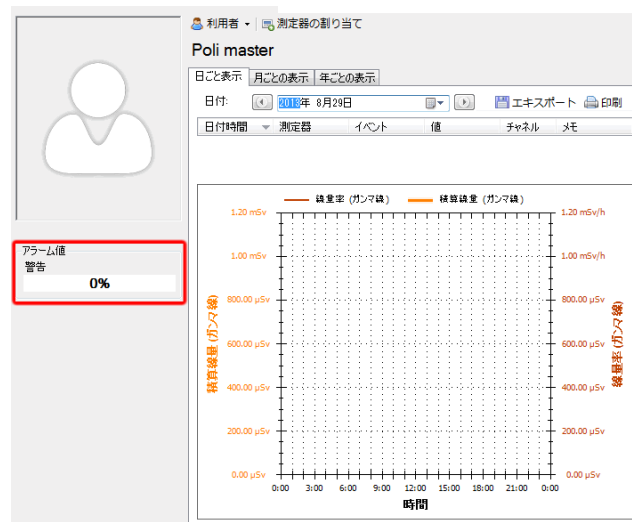 利用者 測定器の割り当て
Poli master
日ごと表示 月ごとの表示 年ごとの表示
日付: 2018年 8月29日 エキスポート 印刷
日付時間 測定器 イベント 値 チャネル メモ
アラーム値
警告
0%
線量率 (ガンマ線) 積算線量 (ガンマ線)
1.20 mSv 1.20 mSv/h
1.00 mSv 1.00 mSv/h
800.00 μSv 800.00 μSv
600.00 μSv 600.00 μSv
400.00 μSv 400.00 μSv
200.00 μSv 200.00 μSv
0.00 μSv 0.00 μSv
積算線量 (ガンマ線)
線量率 (ガンマ線)
0:00 3:00 6:00 9:00 12:00 15:00 18:00 21:00 0:00
時間